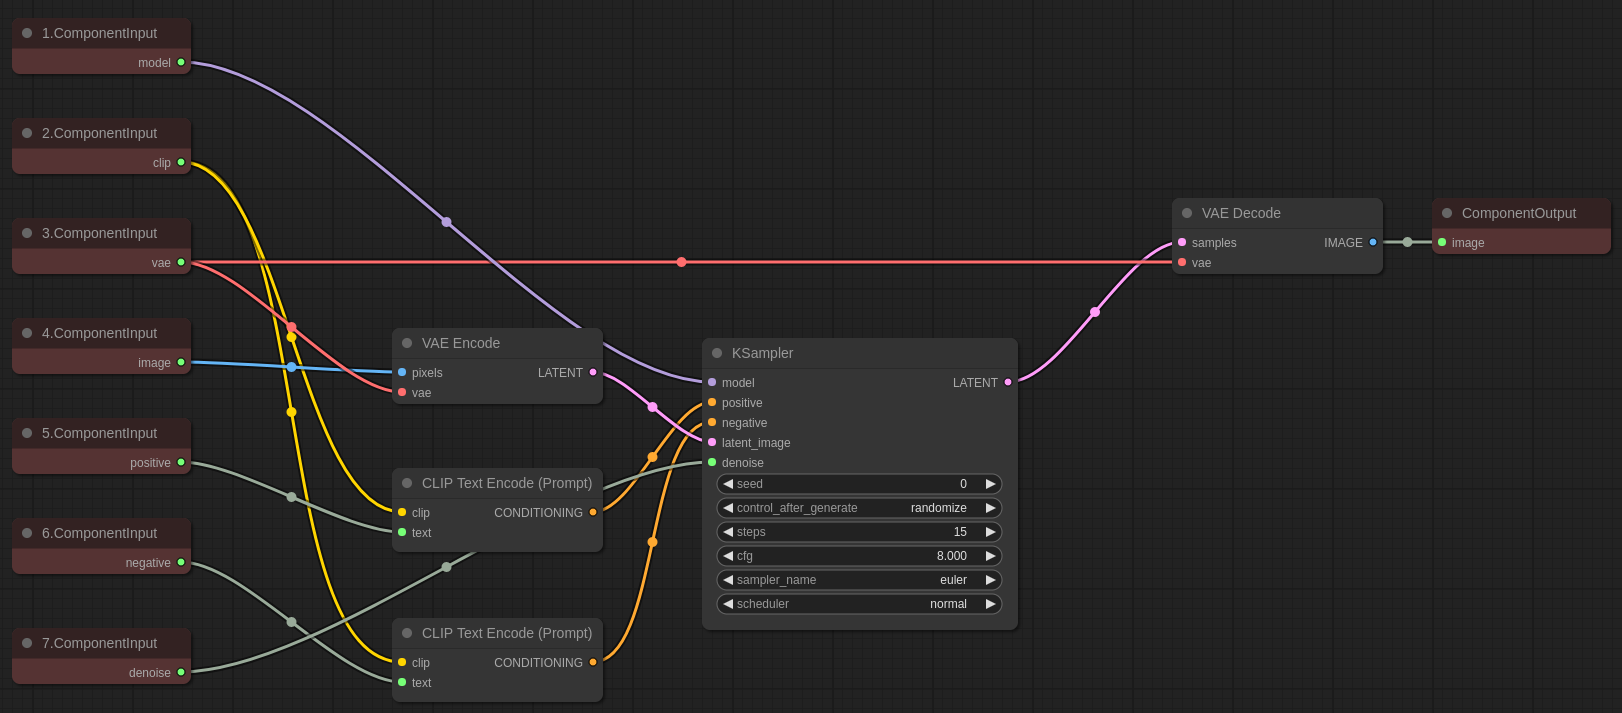 1.ComponentInput
model
2.ComponentInput
clip
3.ComponentInput
vae
4.ComponentInput
image
5.ComponentInput
positive
6.ComponentInput
negative
7.ComponentInput
denoise
VAE Encode
pixels LATENT
vae
CLIP Text Encode (Prompt)
clip CONDITIONING
text
CLIP Text Encode (Prompt)
clip CONDITIONING
text
KSampler
model LATENT
positive
negative
latent_image
denoise
seed 0
control_after_generate randomize
steps 15
cfg 8.000
sampler_name euler
scheduler normal
VAE Decode
samples IMAGE
vae
ComponentOutput
image